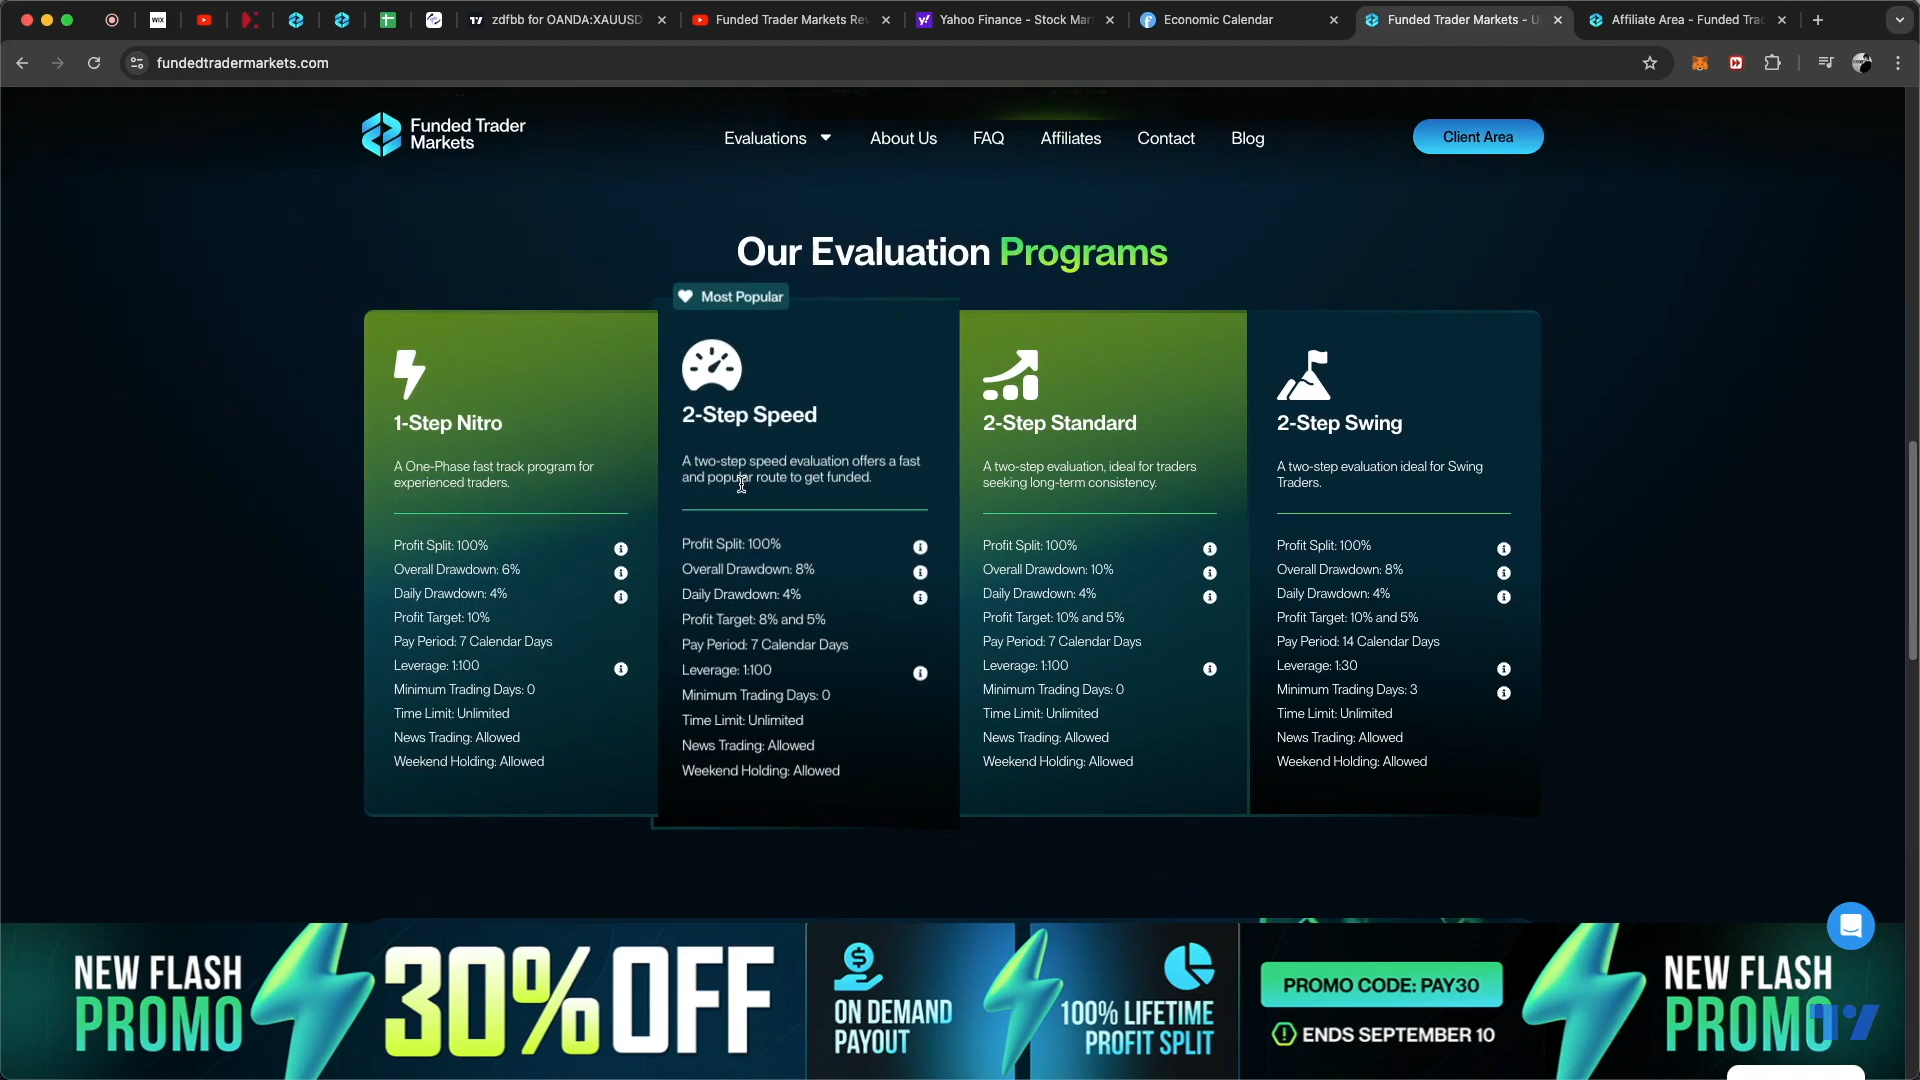 WIX
zdfbb for OANDA:XAUUSD
Funded Trader Markets Re
Yahoo Finance - Stock Mar
Economic Calendar
Funded Trader Markets - U
Affiliate Area - Funded Trad
fundedtradermarkets.com
Funded Trader
Markets
Evaluations
About Us
FAQ
Affiliates
Contact
Blog
Client Area
Our Evaluation Programs
1-Step Nitro
A One-Phase fast track program for
experienced traders.
Profit Split: 100%
Overall Drawdown: 6%
Daily Drawdown: 4%
Profit Target: 10%
Pay Period: 7 Calendar Days
Leverage: 1:100
Minimum Trading Days: 0
Time Limit: Unlimited
News Trading: Allowed
Weekend Holding: Allowed
Most Popular
2-Step Speed
A two-step speed evaluation offers a fast
and popular route to get funded.
Profit Split: 100%
Overall Drawdown: 8%
Daily Drawdown: 4%
Profit Target: 8% and 5%
Pay Period: 7 Calendar Days
Leverage: 1:100
Minimum Trading Days: 0
Time Limit: Unlimited
News Trading: Allowed
Weekend Holding: Allowed
2-Step Standard
A two-step evaluation, ideal for traders
seeking long-term consistency.
Profit Split: 100%
Overall Drawdown: 10%
Daily Drawdown: 4%
Profit Target: 10% and 5%
Pay Period: 7 Calendar Days
Leverage: 1:100
Minimum Trading Days: 0
Time Limit: Unlimited
News Trading: Allowed
Weekend Holding: Allowed
2-Step Swing
A two-step evaluation ideal for Swing
Traders.
Profit Split: 100%
Overall Drawdown: 8%
Daily Drawdown: 4%
Profit Target: 10% and 5%
Pay Period: 14 Calendar Days
Leverage: 1:30
Minimum Trading Days: 3
Time Limit: Unlimited
News Trading: Allowed
Weekend Holding: Allowed
NEW FLASH
PROMO
30% OFF
ON DEMAND
PAYOUT
100% LIFETIME
PROFIT SPLIT
PROMO CODE: PAY30
ENDS SEPTEMBER 10
NEW FLASH
PROMO